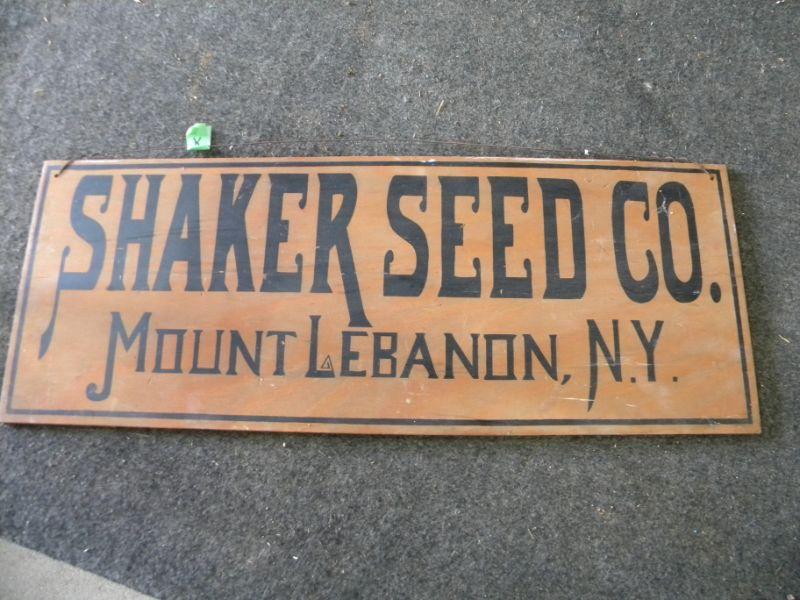 X
SHAKER SEED CO.
MOUNT LEBANON, N.Y.